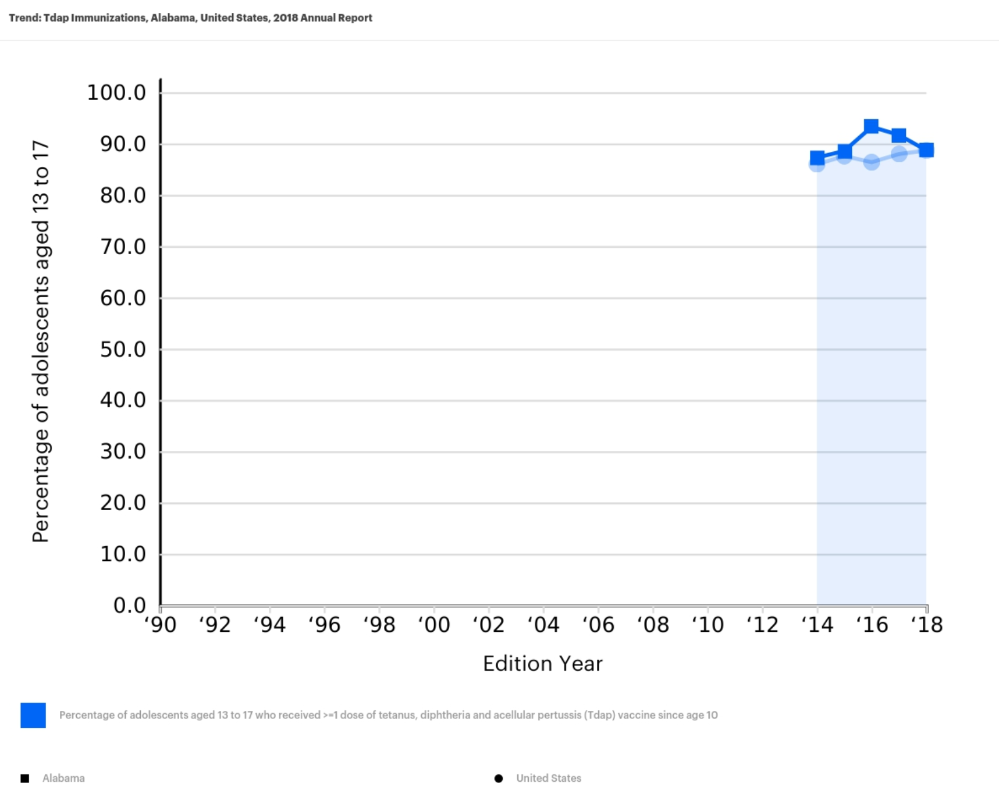 Trend: Tdap Immunizations, Alabama, United States, 2018 Annual Report
Percentage of adolescents aged 13 to 17
100.0
90.0
80.0
70.0
60.0
50.0
40.0
30.0
20.0
10.0
0.0
‘90 ‘92 ‘94 ‘96 ‘98 ‘00 ‘02 ‘04 ‘06 ‘08 ‘10 ‘12 ‘14 ‘16 ‘18
Edition Year
Percentage of adolescents aged 13 to 17 who received >=1 dose of tetanus, diphtheria and acellular pertussis (Tdap) vaccine since age 10
Alabama United States